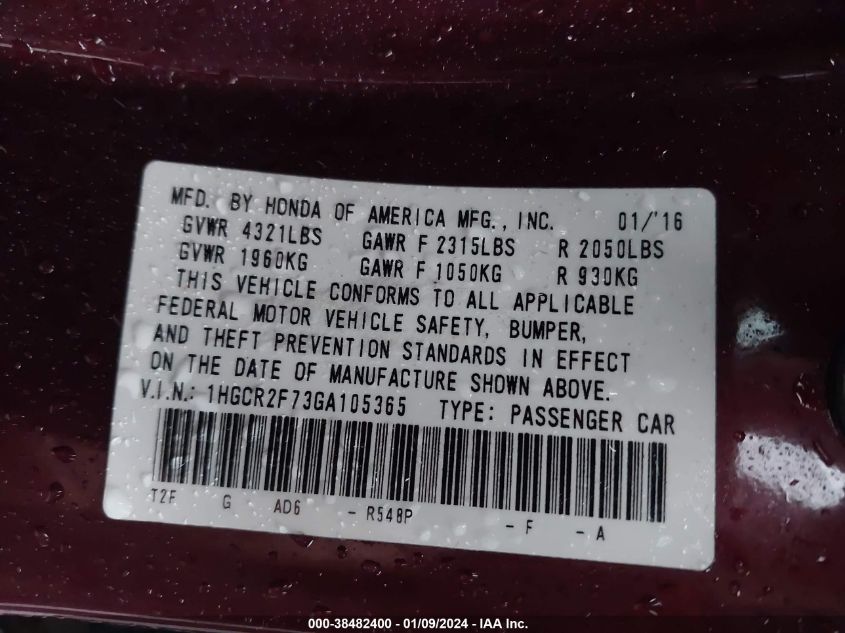 MFD. BY HONDA OF AMERICA MFG., INC. 01/'16
GVWR 4321LBS GAWR F 2315LBS R 2050LBS
GVWR 1960KG GAWR F 1050KG R 930KG
THIS VEHICLE CONFORMS TO ALL APPLICABLE
FEDERAL MOTOR VEHICLE SAFETY, BUMPER,
AND THEFT PREVENTION STANDARDS IN EFFECT
ON THE DATE OF MANUFACTURE SHOWN ABOVE.
V.I.N.: 1HGCR2F73GA105365 TYPE: PASSENGER CAR
T2F G AD6 - R548P - F - A
000-38482400 - 01/09/2024 - IAA Inc.